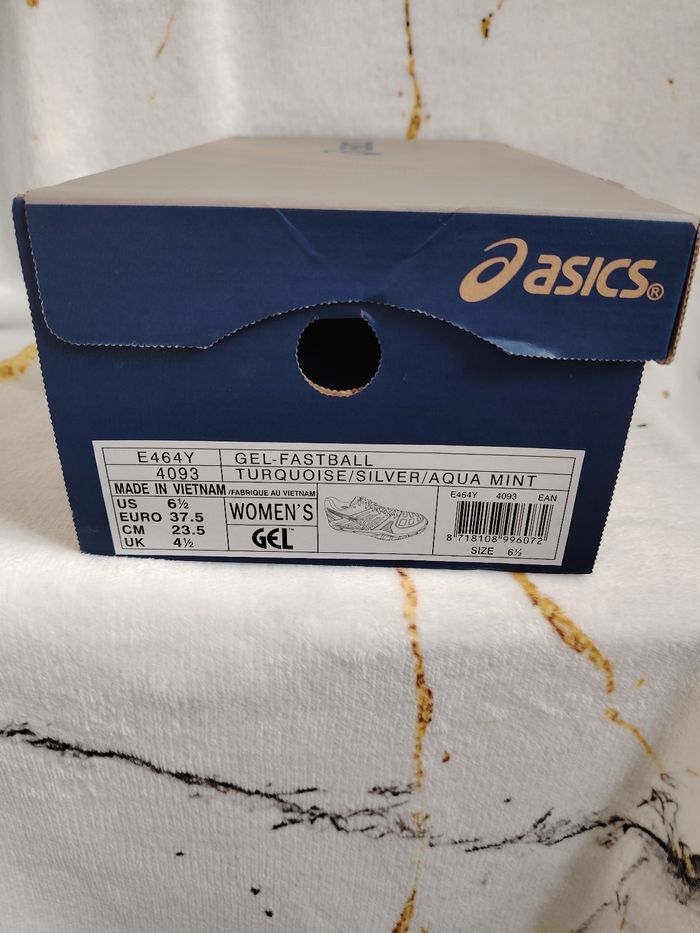 asics®
E464Y GEL-FASTBALL
4093 TURQUOISE/SILVER/AQUA MINT
MADE IN VIETNAM /FABRIQUE AU VIETNAM
US 6½
EURO 37.5
CM 23.5
UK 4½
WOMEN'S
GEL™
E464Y 4093 EAN
8 718108 996072
SIZE 6½